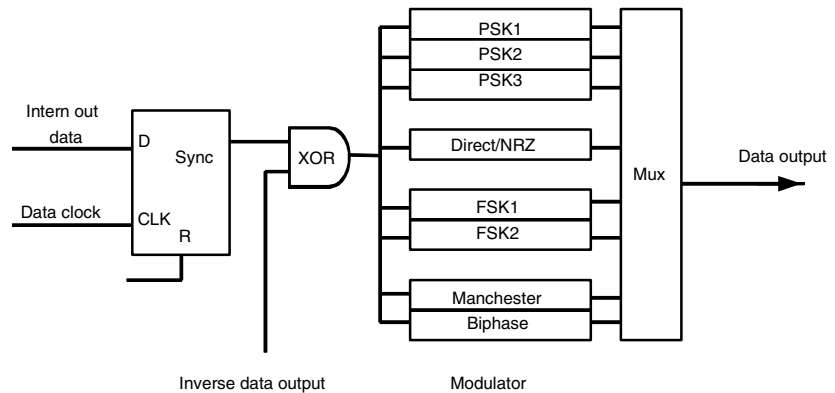 PSK1
PSK2
PSK3
Intern out
data
D
Sync
XOR
Direct/NRZ
Mux
Data output
Data clock
CLK
R
FSK1
FSK2
Manchester
Biphase
Inverse data output
Modulator